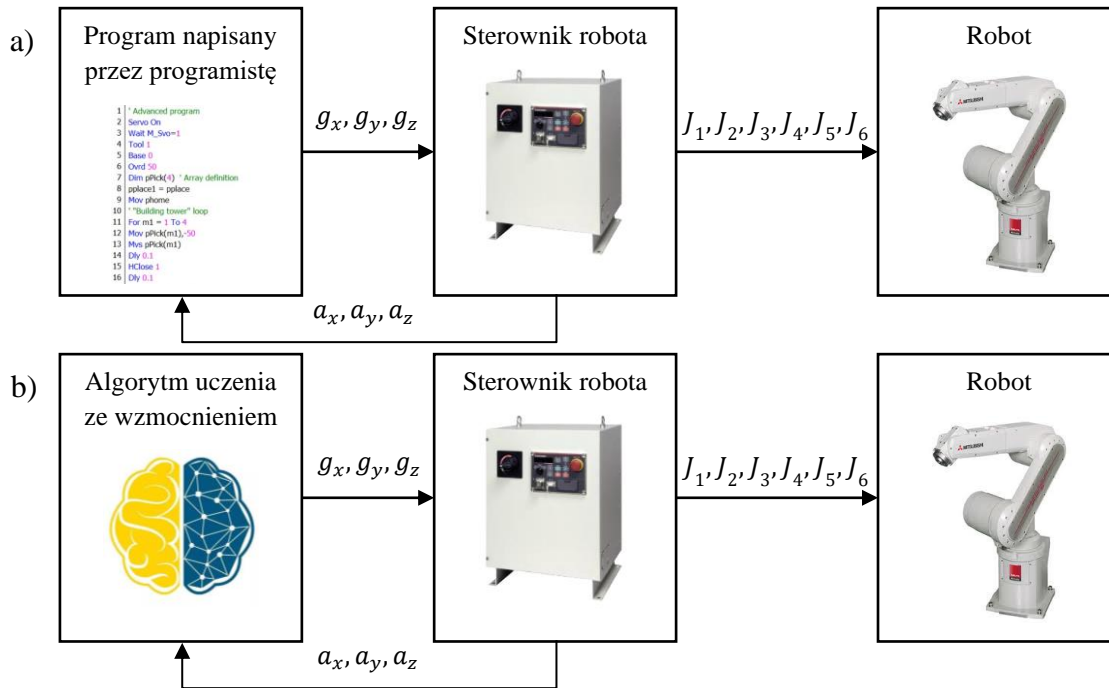 a)
Program napisany
przez programistę
1 ' Advanced program
2 Servo On
3 Wait M_Svo=1
4 Tool 1
5 Base 0
6 Ovrd 50
7 Dim pPick(4) ' Array definition
8 pplace1 = pplace
9 Mov phome
10 ' "Building tower" loop
11 For m1 = 1 To 4
12 Mov pPick(m1),-50
13 Mvs pPick(m1)
14 Dly 0.1
15 HClose 1
16 Dly 0.1
g_x, g_y, g_z
Sterownik robota
J_1, J_2, J_3, J_4, J_5, J_6
Robot
MITSUBISHI
a_x, a_y, a_z
b)
Algorytm uczenia
ze wzmocnieniem
g_x, g_y, g_z
Sterownik robota
J_1, J_2, J_3, J_4, J_5, J_6
Robot
MITSUBISHI
a_x, a_y, a_z